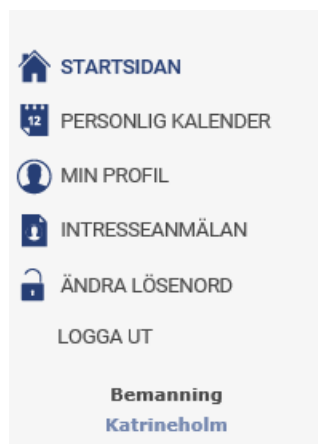 STARTSIDAN
12
PERSONLIG KALENDER
MIN PROFIL
INTRESSEANMÄLAN
ÄNDRA LÖSENORD
LOGGA UT
Bemanning
Katrineholm